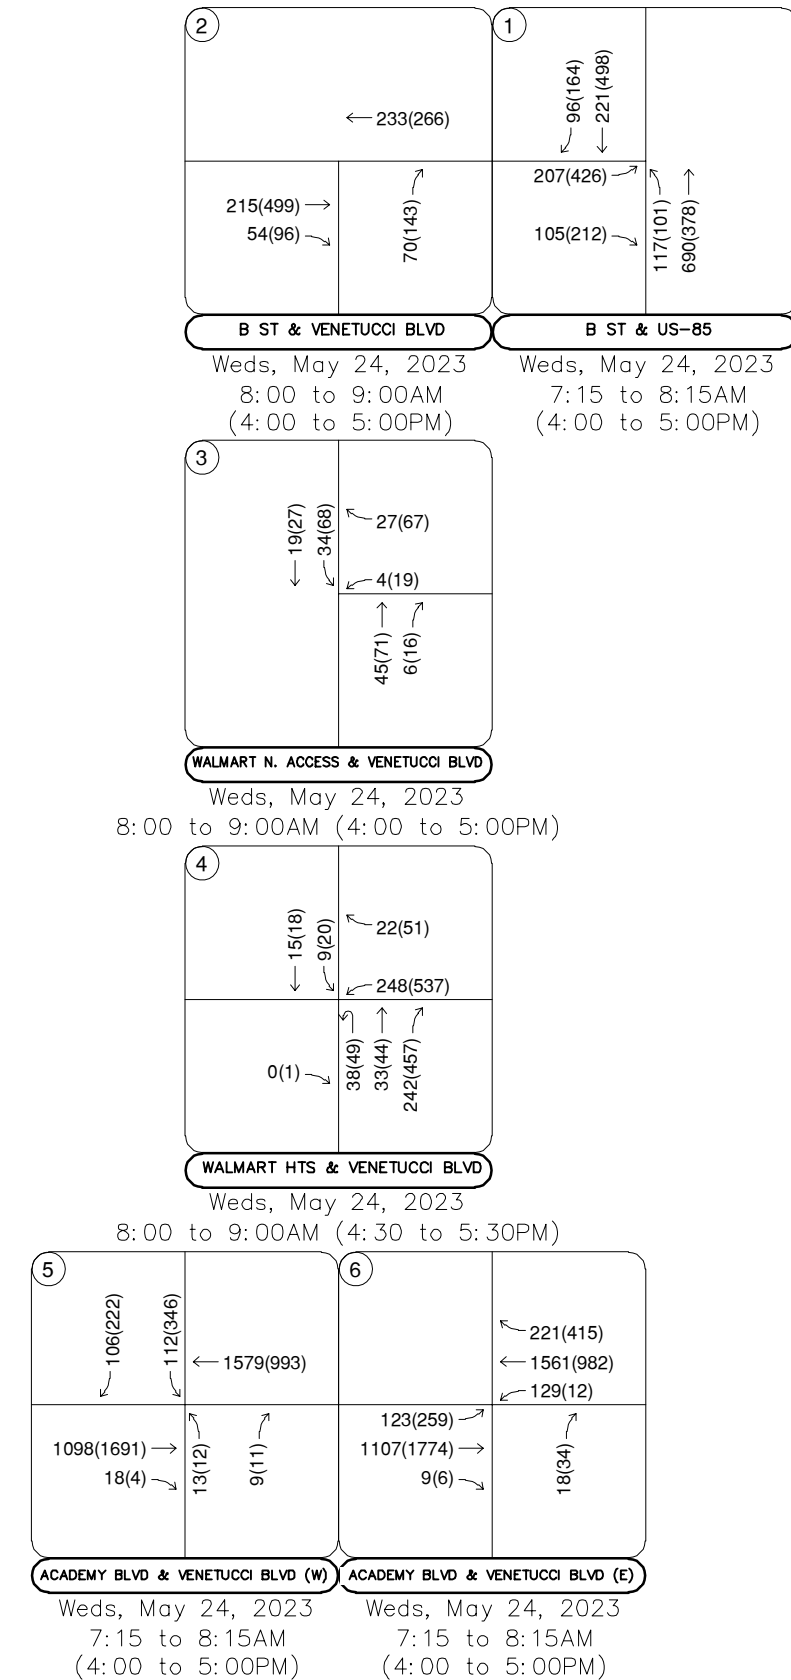 2
1
233(266)
215(499)
54(96)
70(143)
96(164)
221(498)
207(426)
105(212)
117(101)
690(378)
B ST & VENETUCCI BLVD
B ST & US-85
Weds, May 24, 2023
8:00 to 9:00AM
(4:00 to 5:00PM)
Weds, May 24, 2023
7:15 to 8:15AM
(4:00 to 5:00PM)
3
19(27)
34(68)
27(67)
4(19)
45(71)
6(16)
WALMART N. ACCESS & VENETUCCI BLVD
Weds, May 24, 2023
8:00 to 9:00AM (4:00 to 5:00PM)
4
15(18)
9(20)
22(51)
248(537)
0(1)
38(49)
33(44)
242(457)
WALMART HTS & VENETUCCI BLVD
Weds, May 24, 2023
8:00 to 9:00AM (4:30 to 5:30PM)
5
106(222)
112(346)
1579(993)
1098(1691)
18(4)
13(12)
9(11)
6
221(415)
1561(982)
129(12)
123(259)
1107(1774)
9(6)
18(34)
ACADEMY BLVD & VENETUCCI BLVD (W)
ACADEMY BLVD & VENETUCCI BLVD (E)
Weds, May 24, 2023
7:15 to 8:15AM
(4:00 to 5:00PM)
Weds, May 24, 2023
7:15 to 8:15AM
(4:00 to 5:00PM)